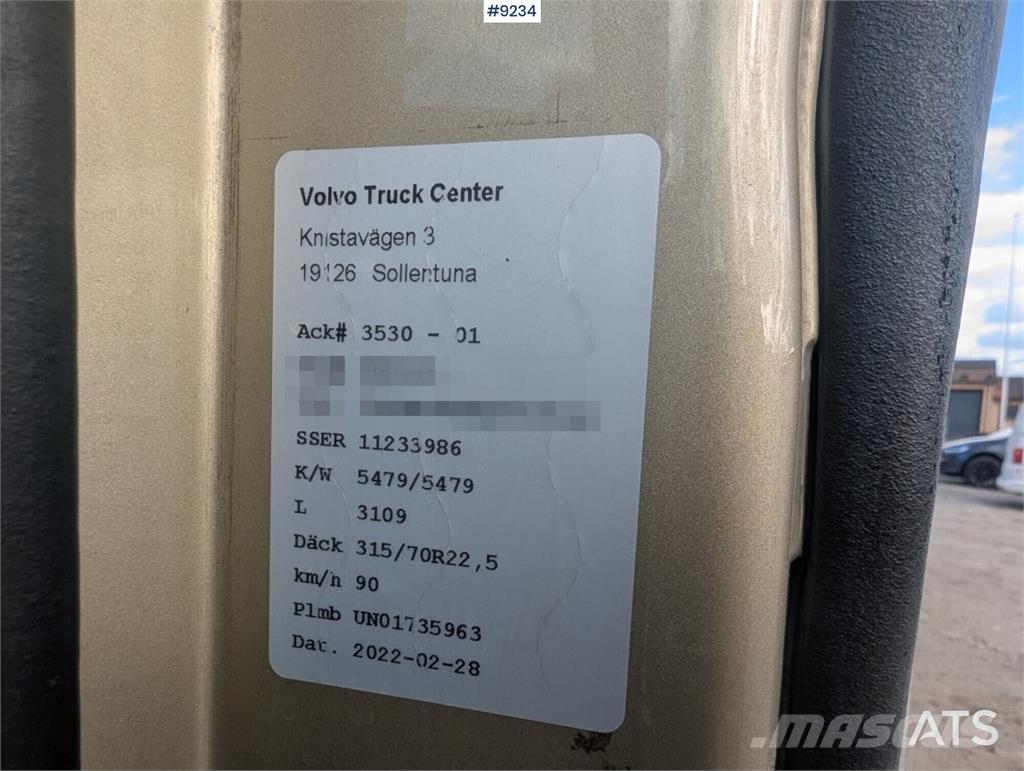 #9234
Volvo Truck Center
Knistavägen 3
19126 Sollentuna
Ack# 3530 - 01
SSER 11233986
K/W 5479/5479
L 3109
Däck 315/70R22,5
km/h 90
Plmb UN01735963
Dat. 2022-02-28
MASCUS
ATS